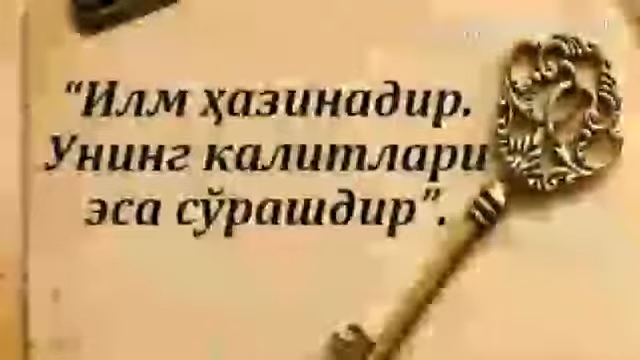 “Илм ҳазинадир.
Унинг калитлари
эса сўрашдир”.